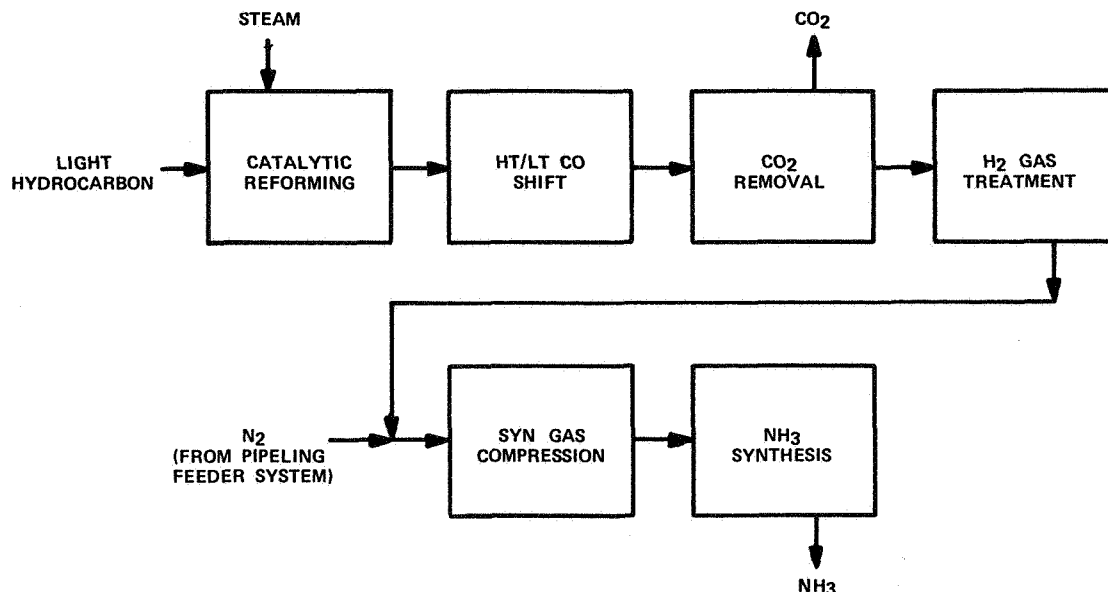 STEAM
CO₂
LIGHT
HYDROCARBON
CATALYTIC
REFORMING
HT/LT CO
SHIFT
CO₂
REMOVAL
H₂ GAS
TREATMENT
N₂
(FROM PIPELING
FEEDER SYSTEM)
SYN GAS
COMPRESSION
NH₃
SYNTHESIS
NH₃